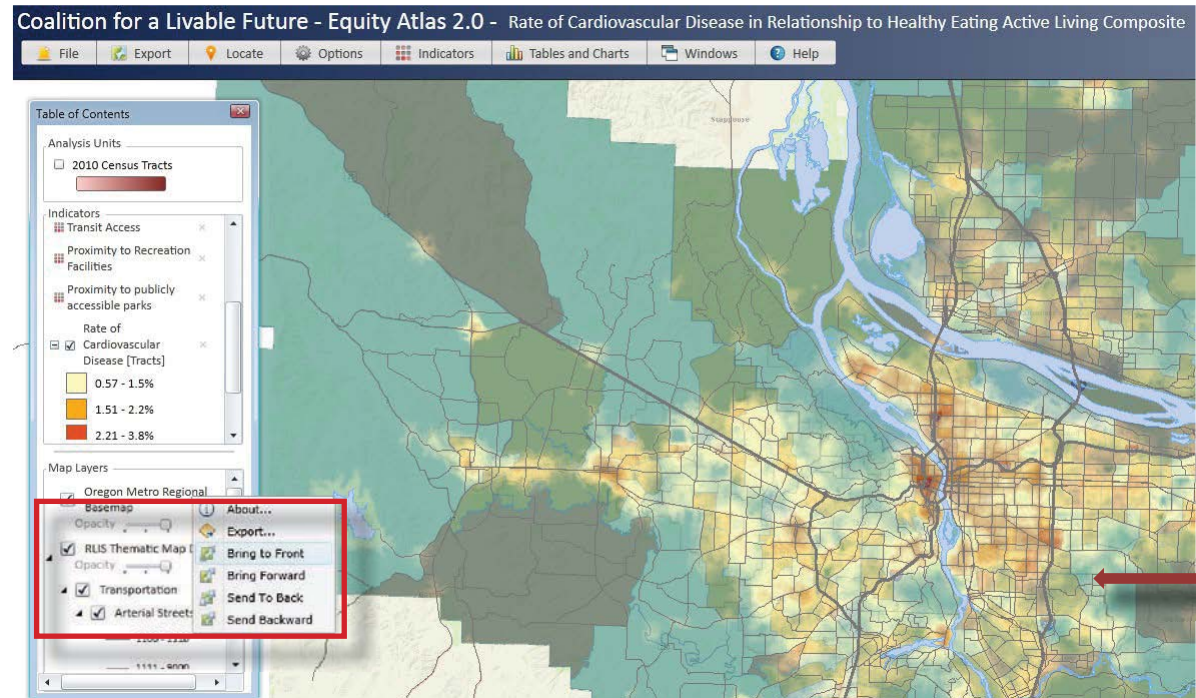 Coalition for a Livable Future - Equity Atlas 2.0 - Rate of Cardiovascular Disease in Relationship to Healthy Eating Active Living Composite
File Export Locate Options Indicators Tables and Charts Windows Help
Table of Contents
Analysis Units
2010 Census Tracts
Indicators
Transit Access
Proximity to Recreation
Facilities
Proximity to publicly
accessible parks
Rate of
Cardiovascular
Disease [Tracts]
0.57 - 1.5%
1.51 - 2.2%
2.21 - 3.8%
Map Layers
Oregon Metro Regional
Basemap
Opacity
RLIS Thematic Map
Opacity
Transportation
Arterial Streets
About...
Export...
Bring to Front
Bring Forward
Send To Back
Send Backward
1111 - 9000